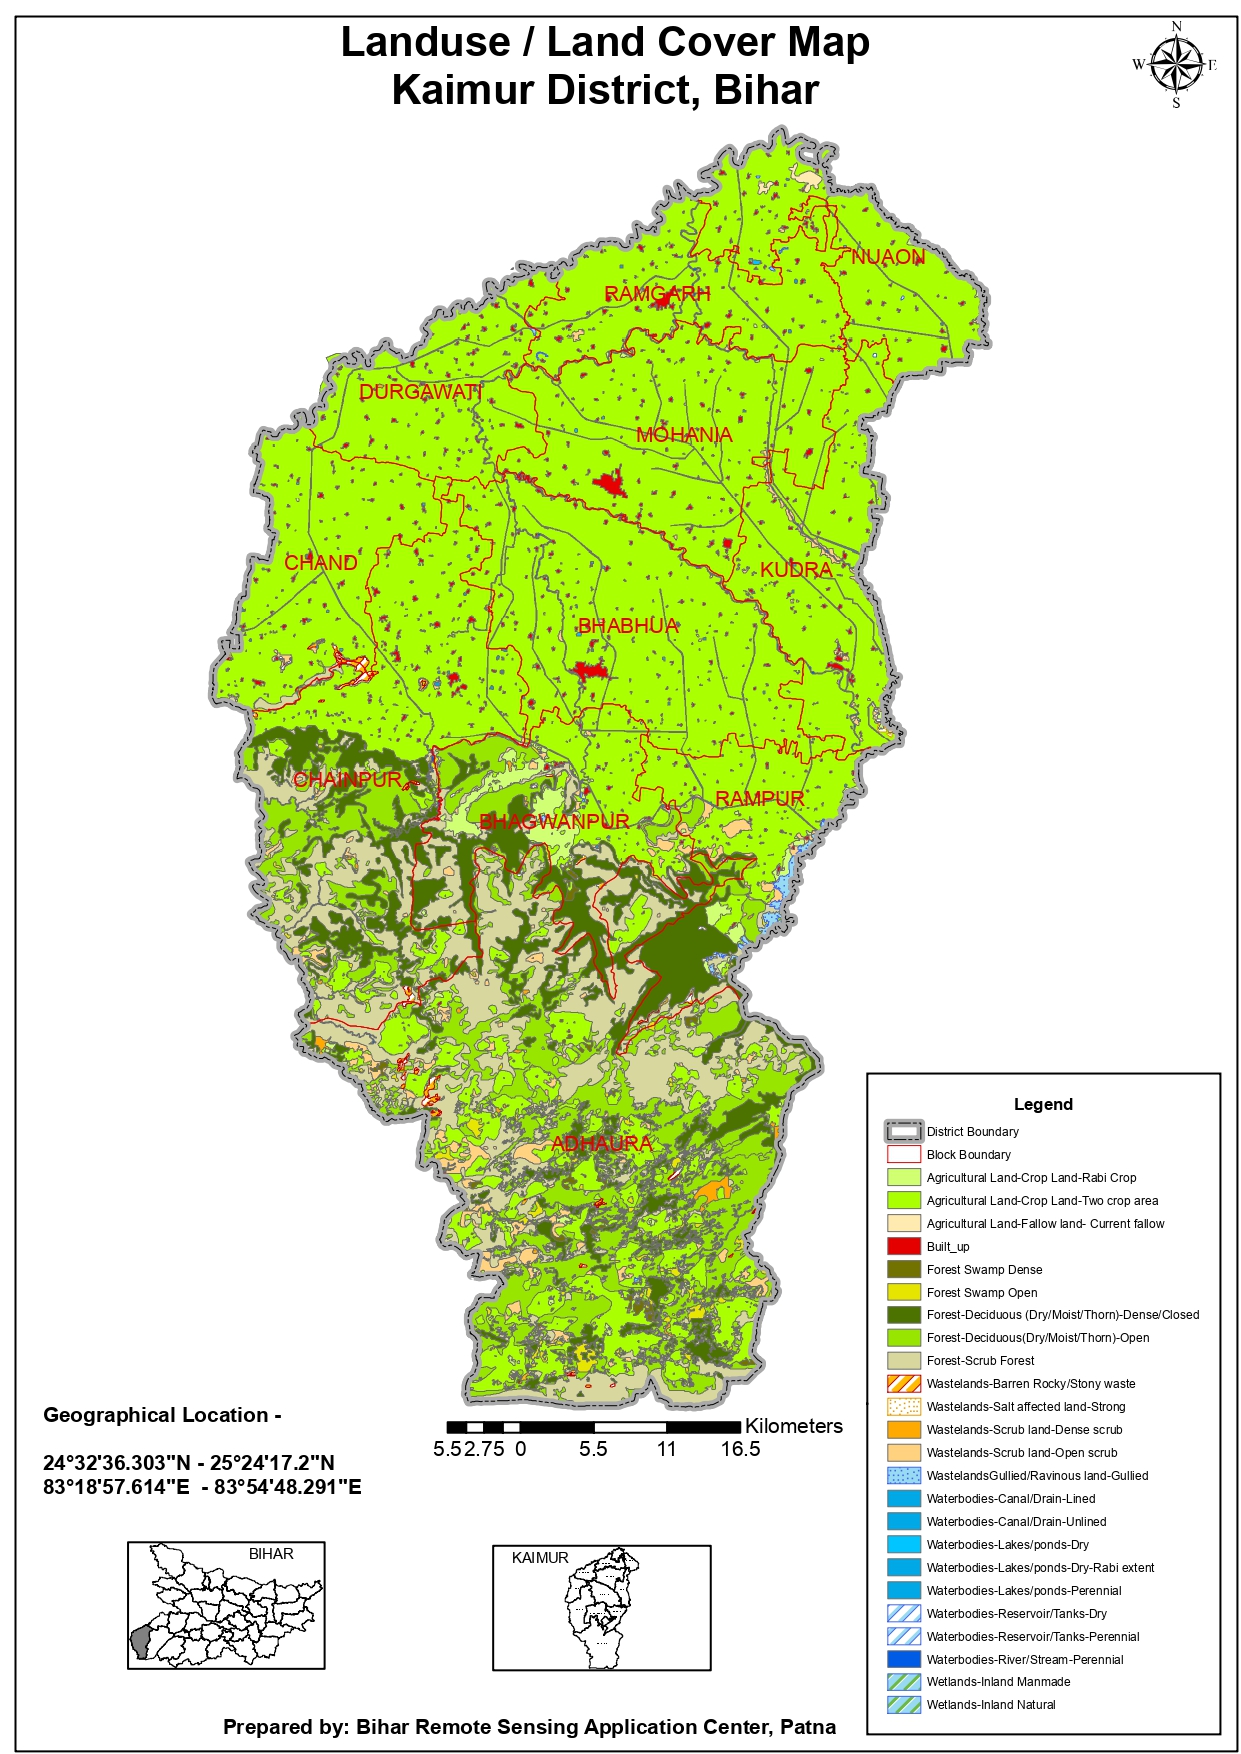 Landuse / Land Cover Map
Kaimur District, Bihar
N
W E
S
NUAON
RAMGARH
DURGAWATI
MOHANIA
CHAND
KUDRA
BHABHUA
CHAINPUR
RAMPUR
BHAGWANPUR
ADHAURA
Legend
District Boundary
Block Boundary
Agricultural Land-Crop Land-Rabi Crop
Agricultural Land-Crop Land-Two crop area
Agricultural Land-Fallow land- Current fallow
Built_up
Forest Swamp Dense
Forest Swamp Open
Forest-Deciduous (Dry/Moist/Thorn)-Dense/Closed
Forest-Deciduous(Dry/Moist/Thorn)-Open
Forest-Scrub Forest
Wastelands-Barren Rocky/Stony waste
Wastelands-Salt affected land-Strong
Wastelands-Scrub land-Dense scrub
Wastelands-Scrub land-Open scrub
WastelandsGullied/Ravinous land-Gullied
Waterbodies-Canal/Drain-Lined
Waterbodies-Canal/Drain-Unlined
Waterbodies-Lakes/ponds-Dry
Waterbodies-Lakes/ponds-Dry-Rabi extent
Waterbodies-Lakes/ponds-Perennial
Waterbodies-Reservoir/Tanks-Dry
Waterbodies-Reservoir/Tanks-Perennial
Waterbodies-River/Stream-Perennial
Wetlands-Inland Manmade
Wetlands-Inland Natural
Kilometers
5.5 2.75 0 5.5 11 16.5
Geographical Location -
24°32'36.303"N - 25°24'17.2"N
83°18'57.614"E - 83°54'48.291"E
BIHAR
KAIMUR
Prepared by: Bihar Remote Sensing Application Center, Patna